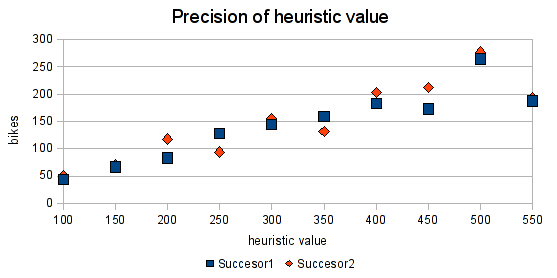 Precision of heuristic value
300
250
200
150
100
50
0
bikes
100 150 200 250 300 350 400 450 500 550
heuristic value
Succesor1 Succesor2